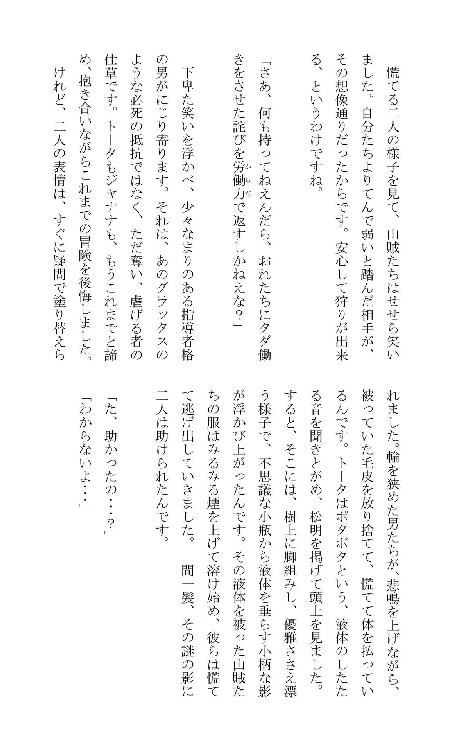 慌てる二人の様子を見て、山賊たちはせせら笑い
ました。自分たちよりてんで弱いと踏んだ相手が、
その想像通りだったからです。安心して狩りが出来
る、というわけですね。
「さあ、何も持ってねえんだら、おれたちにタダ働
きをさせた詫びを労働力で返すしかねえな？」
下卑た笑いを浮かべ、少々なまりのある指導者格
の男がにじり寄ります。それは、あのグラッタスの
ような必死の抵抗ではなく、ただ奪い、虐げる者の
仕草です。トータもジャナナも、もうこれまでと諦
め、抱き合いながらこれまでの冒険を後悔しました。
けれど、二人の表情は、すぐに疑問で塗り替えら
れました。輪を狭めた男たちが、悲鳴を上げながら、
被っていた毛皮を放り捨てて、慌てて体を払ってい
るんです。トータはボタボタという、液体のしたた
る音を聞きとがめ、松明を掲げて頭上を見ました。
すると、そこには、樹上に脚組みし、優雅ささえ漂
う様子で、不思議な小瓶から液体を垂らす小柄な影
が浮かび上がったんです。その液体を被った山賊た
ちの服はみるみる煙を上げて溶け始め、彼らは慌て
て逃げ出していきました。　間一髪、その謎の影に
二人は助けられたんです。
「た、助かったの・・・？」
「わからないよ・・・」